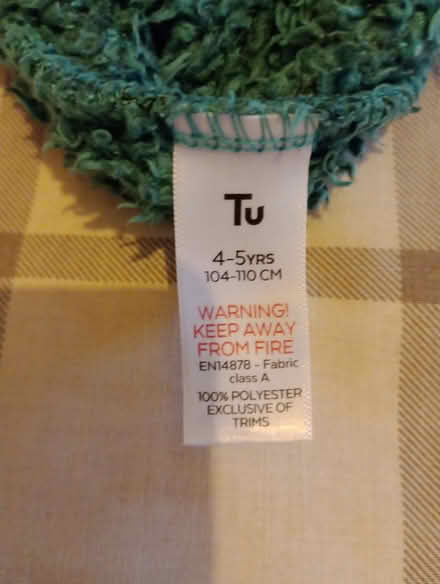 Tu
4-5YRS
104-110 CM
WARNING!
KEEP AWAY
FROM FIRE
EN14878 - Fabric
class A
100% POLYESTER
EXCLUSIVE OF
TRIMS